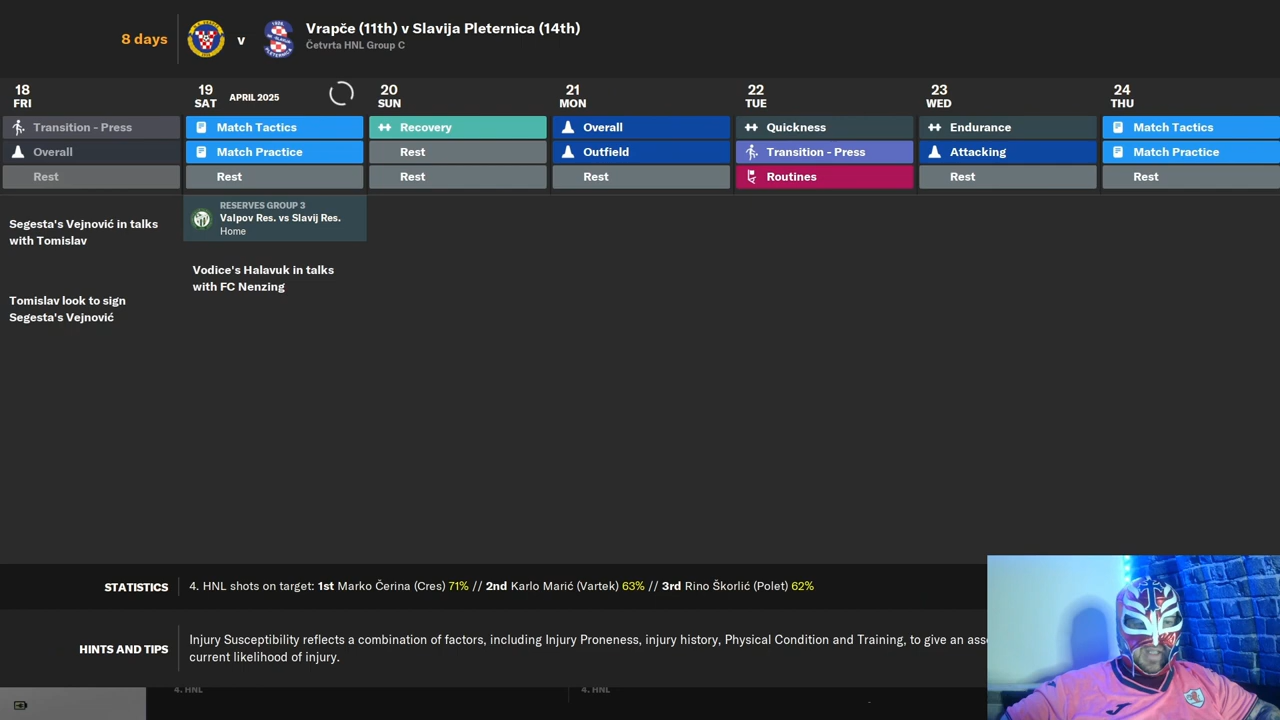 8 days
v
Vrapče (11th) v Slavija Pleternica (14th)
Četvrta HNL Group C
18
FRI
19
SAT
APRIL 2025
20
SUN
21
MON
22
TUE
23
WED
24
THU
Transition - Press
Match Tactics
Recovery
Overall
Quickness
Endurance
Match Tactics
Overall
Match Practice
Rest
Outfield
Transition - Press
Attacking
Match Practice
Rest
Rest
Rest
Rest
Routines
Rest
Rest
Segesta's Vejnović in talks
with Tomislav
Tomislav look to sign
Segesta's Vejnović
RESERVES GROUP 3
Valpov Res. vs Slavij Res.
Home
Vodice's Halavuk in talks
with FC Nenzing
STATISTICS
4. HNL shots on target: 1st Marko Čerina (Cres) 71% // 2nd Karlo Marić (Vartek) 63% // 3rd Rino Škorlić (Polet) 62%
HINTS AND TIPS
Injury Susceptibility reflects a combination of factors, including Injury Proneness, injury history, Physical Condition and Training, to give an
current likelihood of injury.
4. HNL
4. HNL